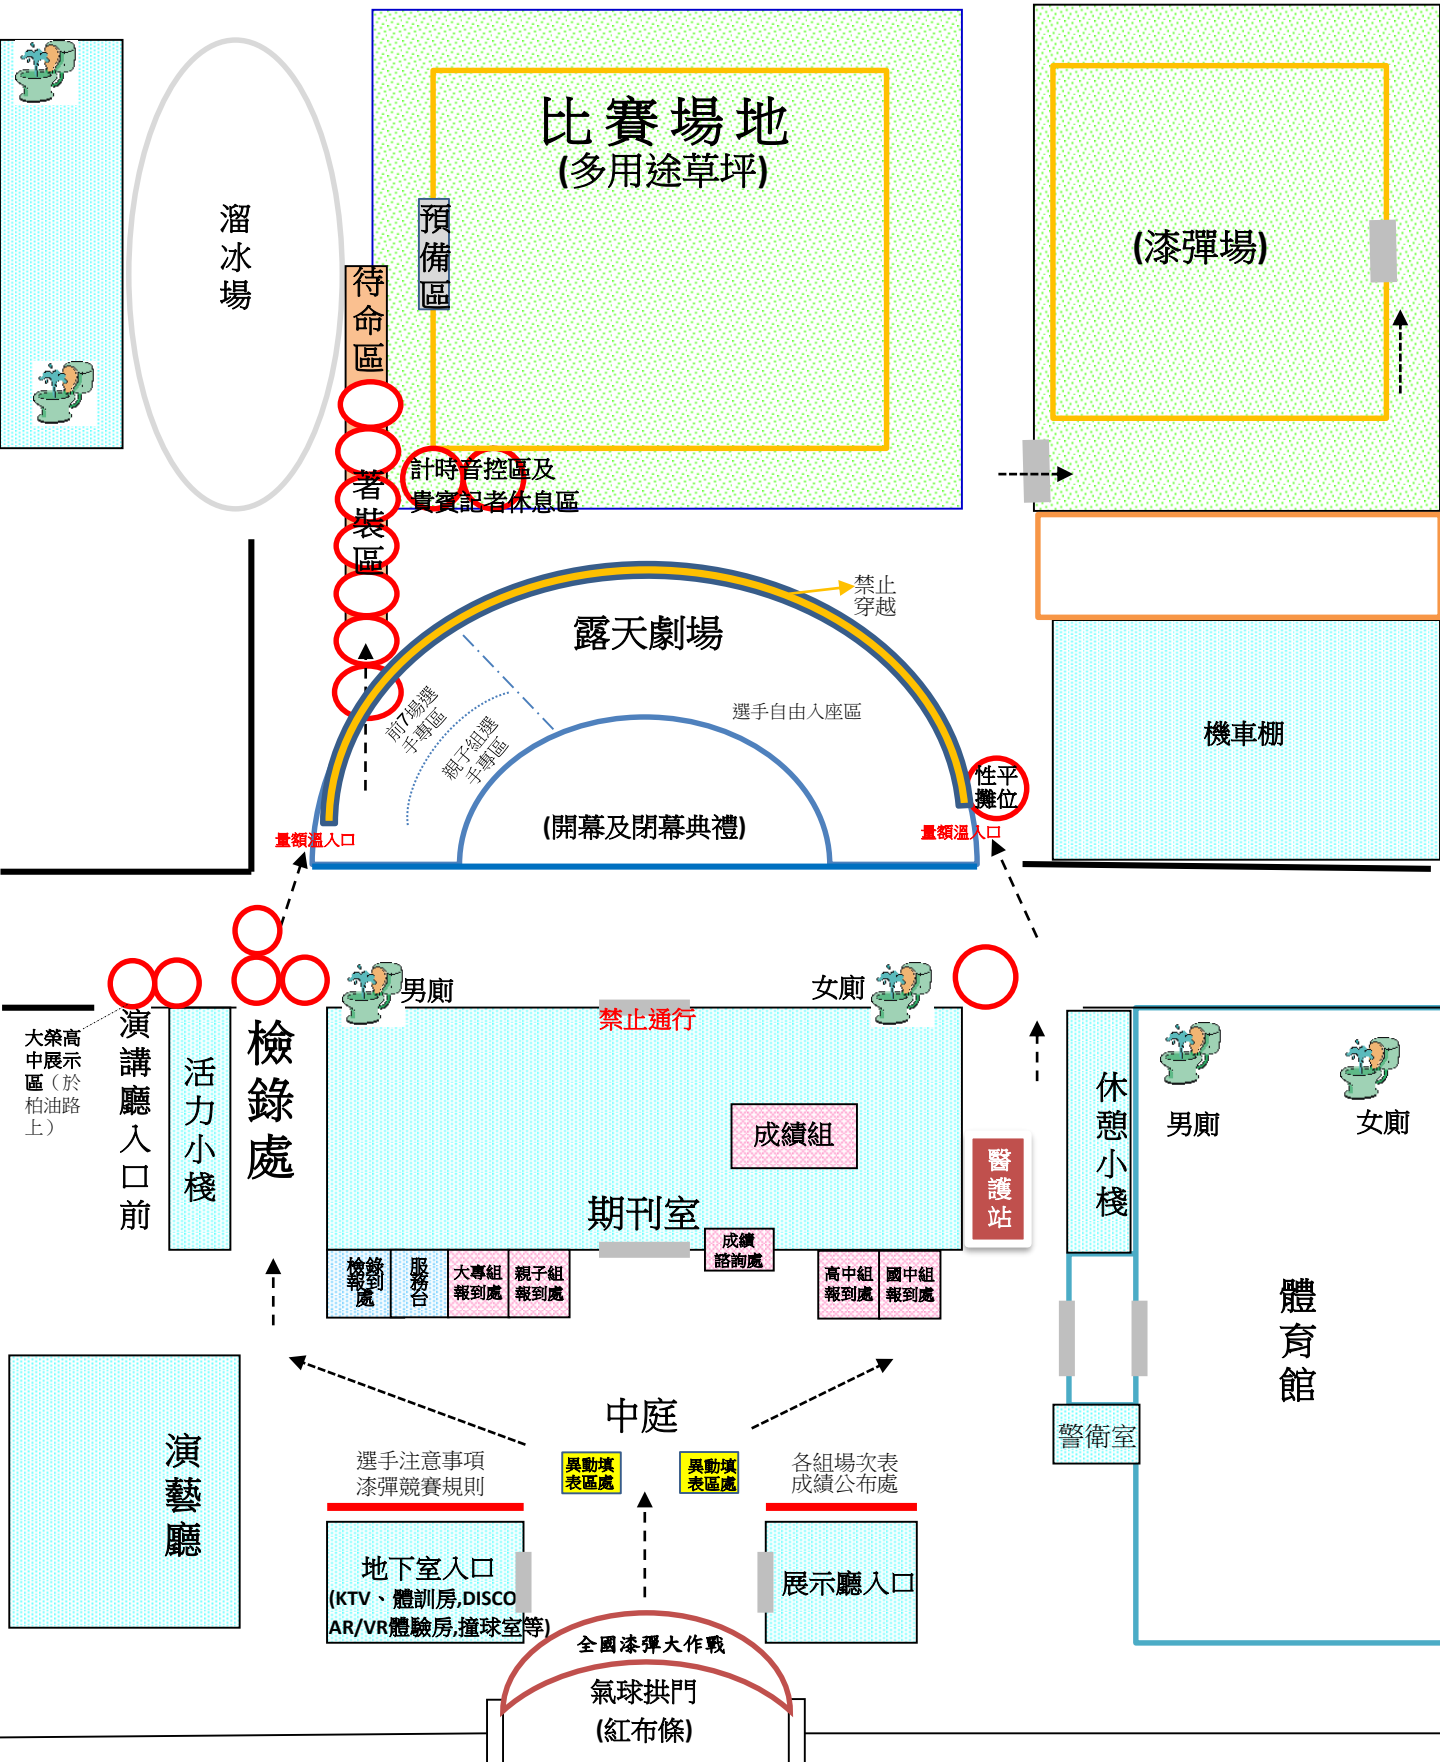 比賽場地
(多用途草坪)
預備區
溜冰場
待命區
(漆彈場)
計時音控區及
貴賓記者休息區
著裝區
禁止
穿越
露天劇場
前7場選
手專區
親子組選
手專區
選手自由入座區
機車棚
性平
攤位
(開幕及閉幕典禮)
量額溫入口
量額溫入口
男廁
女廁
禁止通行
大榮高
中展示
區（於
柏油路
上）
演講廳入口前
活力小棧
檢錄處
成績組
期刊室
醫護站
休憩小棧
男廁
女廁
成績
諮詢處
檢錄
報到
處
服務台
大專組
報到處
親子組
報到處
高中組
報到處
國中組
報到處
體育館
中庭
警衛室
演藝廳
選手注意事項
漆彈競賽規則
異動填
表區處
異動填
表區處
各組場次表
成績公布處
地下室入口
(KTV、體訓房,DISCO
AR/VR體驗房,撞球室等)
展示廳入口
全國漆彈大作戰
氣球拱門
(紅布條)